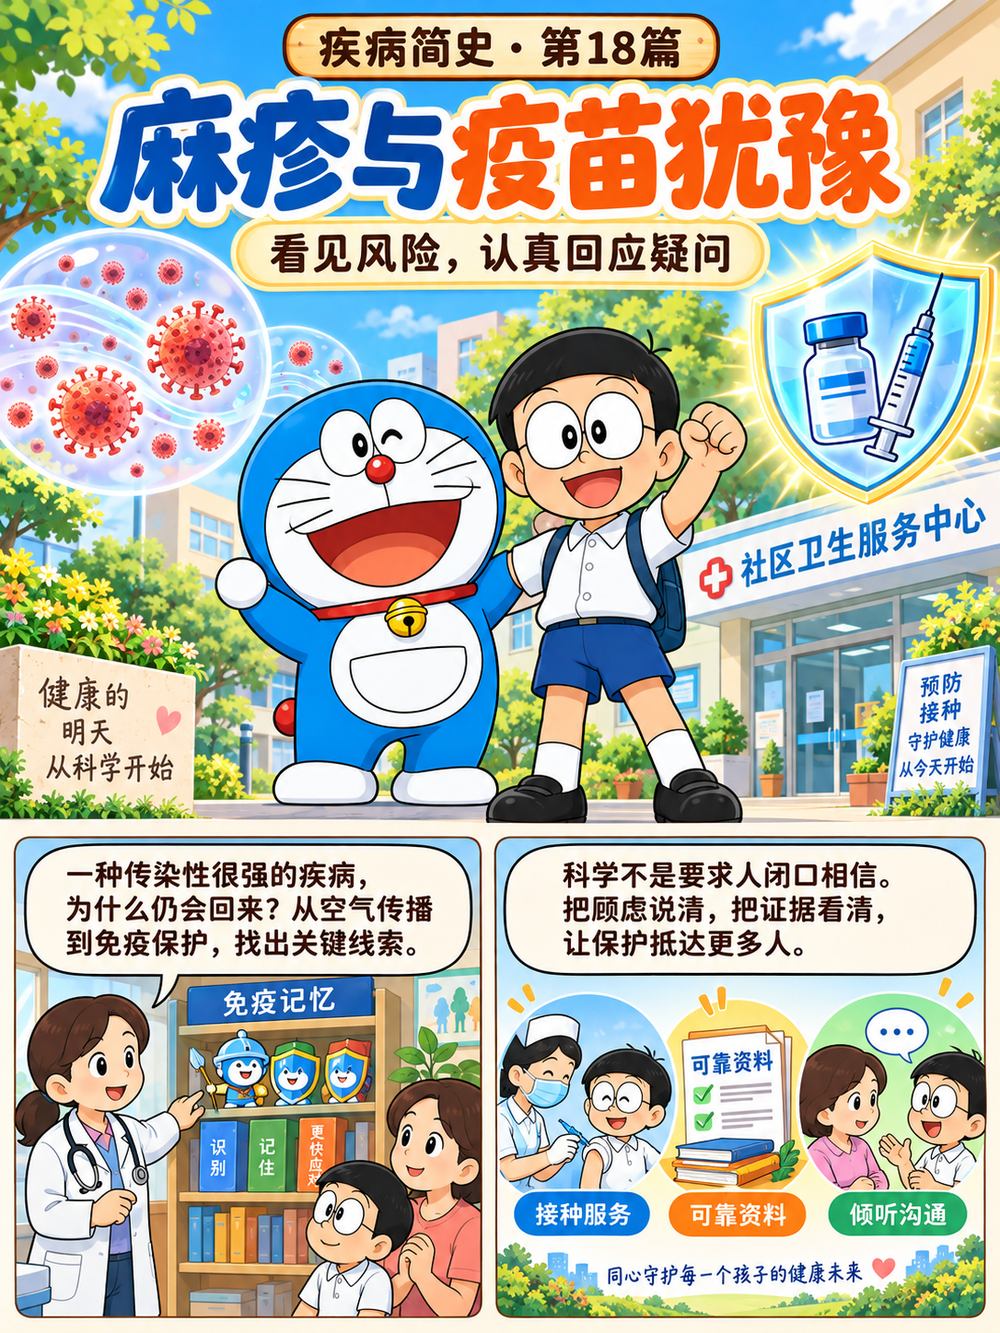 疾病简史·第18篇
麻疹与疫苗犹豫
看见风险，认真回应疑问
社区卫生服务中心
健康的
明天
从科学开始
预防
接种
守护健康
从今天开始
一种传染性很强的疾病，
为什么仍会回来？从空气传播
到免疫保护，找出关键线索。
免疫记忆
识别
记住
更快应对
科学不是要求人闭口相信。
把顾虑说清，把证据看清，
让保护抵达更多人。
可靠资料
接种服务
可靠资料
倾听沟通
同心守护每一个孩子的健康未来